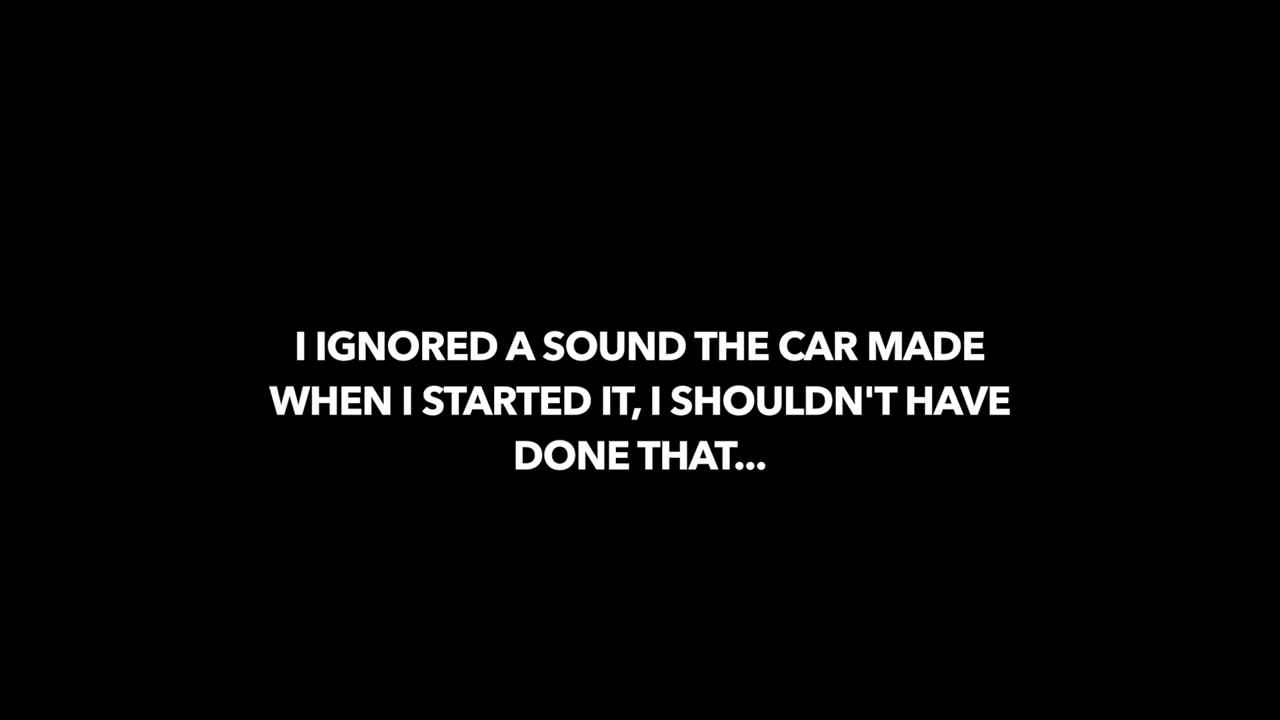 I IGNORED A SOUND THE CAR MADE
WHEN I STARTED IT, I SHOULDN'T HAVE
DONE THAT...